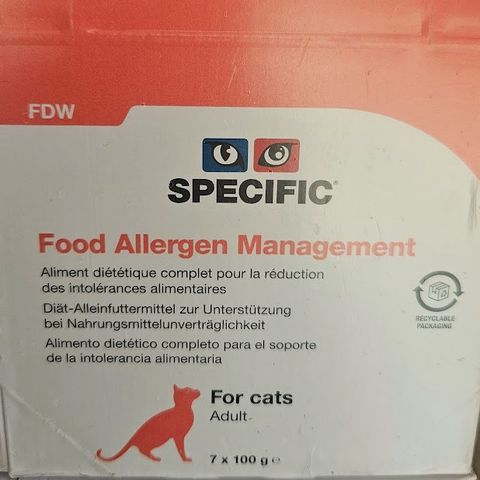 FDW
SPECIFIC
Food Allergen Management
Aliment diététique complet pour la réduction
des intolérances alimentaires
Diät-Alleinfuttermittel zur Unterstützung
bei Nahrungsmittelunverträglichkeit
Alimento dietético completo para el soporte
de la intolerancia alimentaria
RECYCLABLE
PACKAGING
For cats
Adult
7 x 100 g ℮